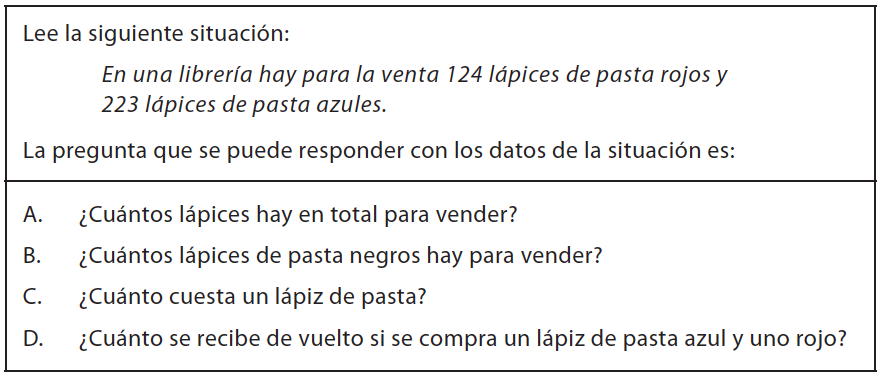 Lee la siguiente situación:
En una librería hay para la venta 124 lápices de pasta rojos y
223 lápices de pasta azules.
La pregunta que se puede responder con los datos de la situación es:
A. ¿Cuántos lápices hay en total para vender?
B. ¿Cuántos lápices de pasta negros hay para vender?
C. ¿Cuánto cuesta un lápiz de pasta?
D. ¿Cuánto se recibe de vuelto si se compra un lápiz de pasta azul y uno rojo?